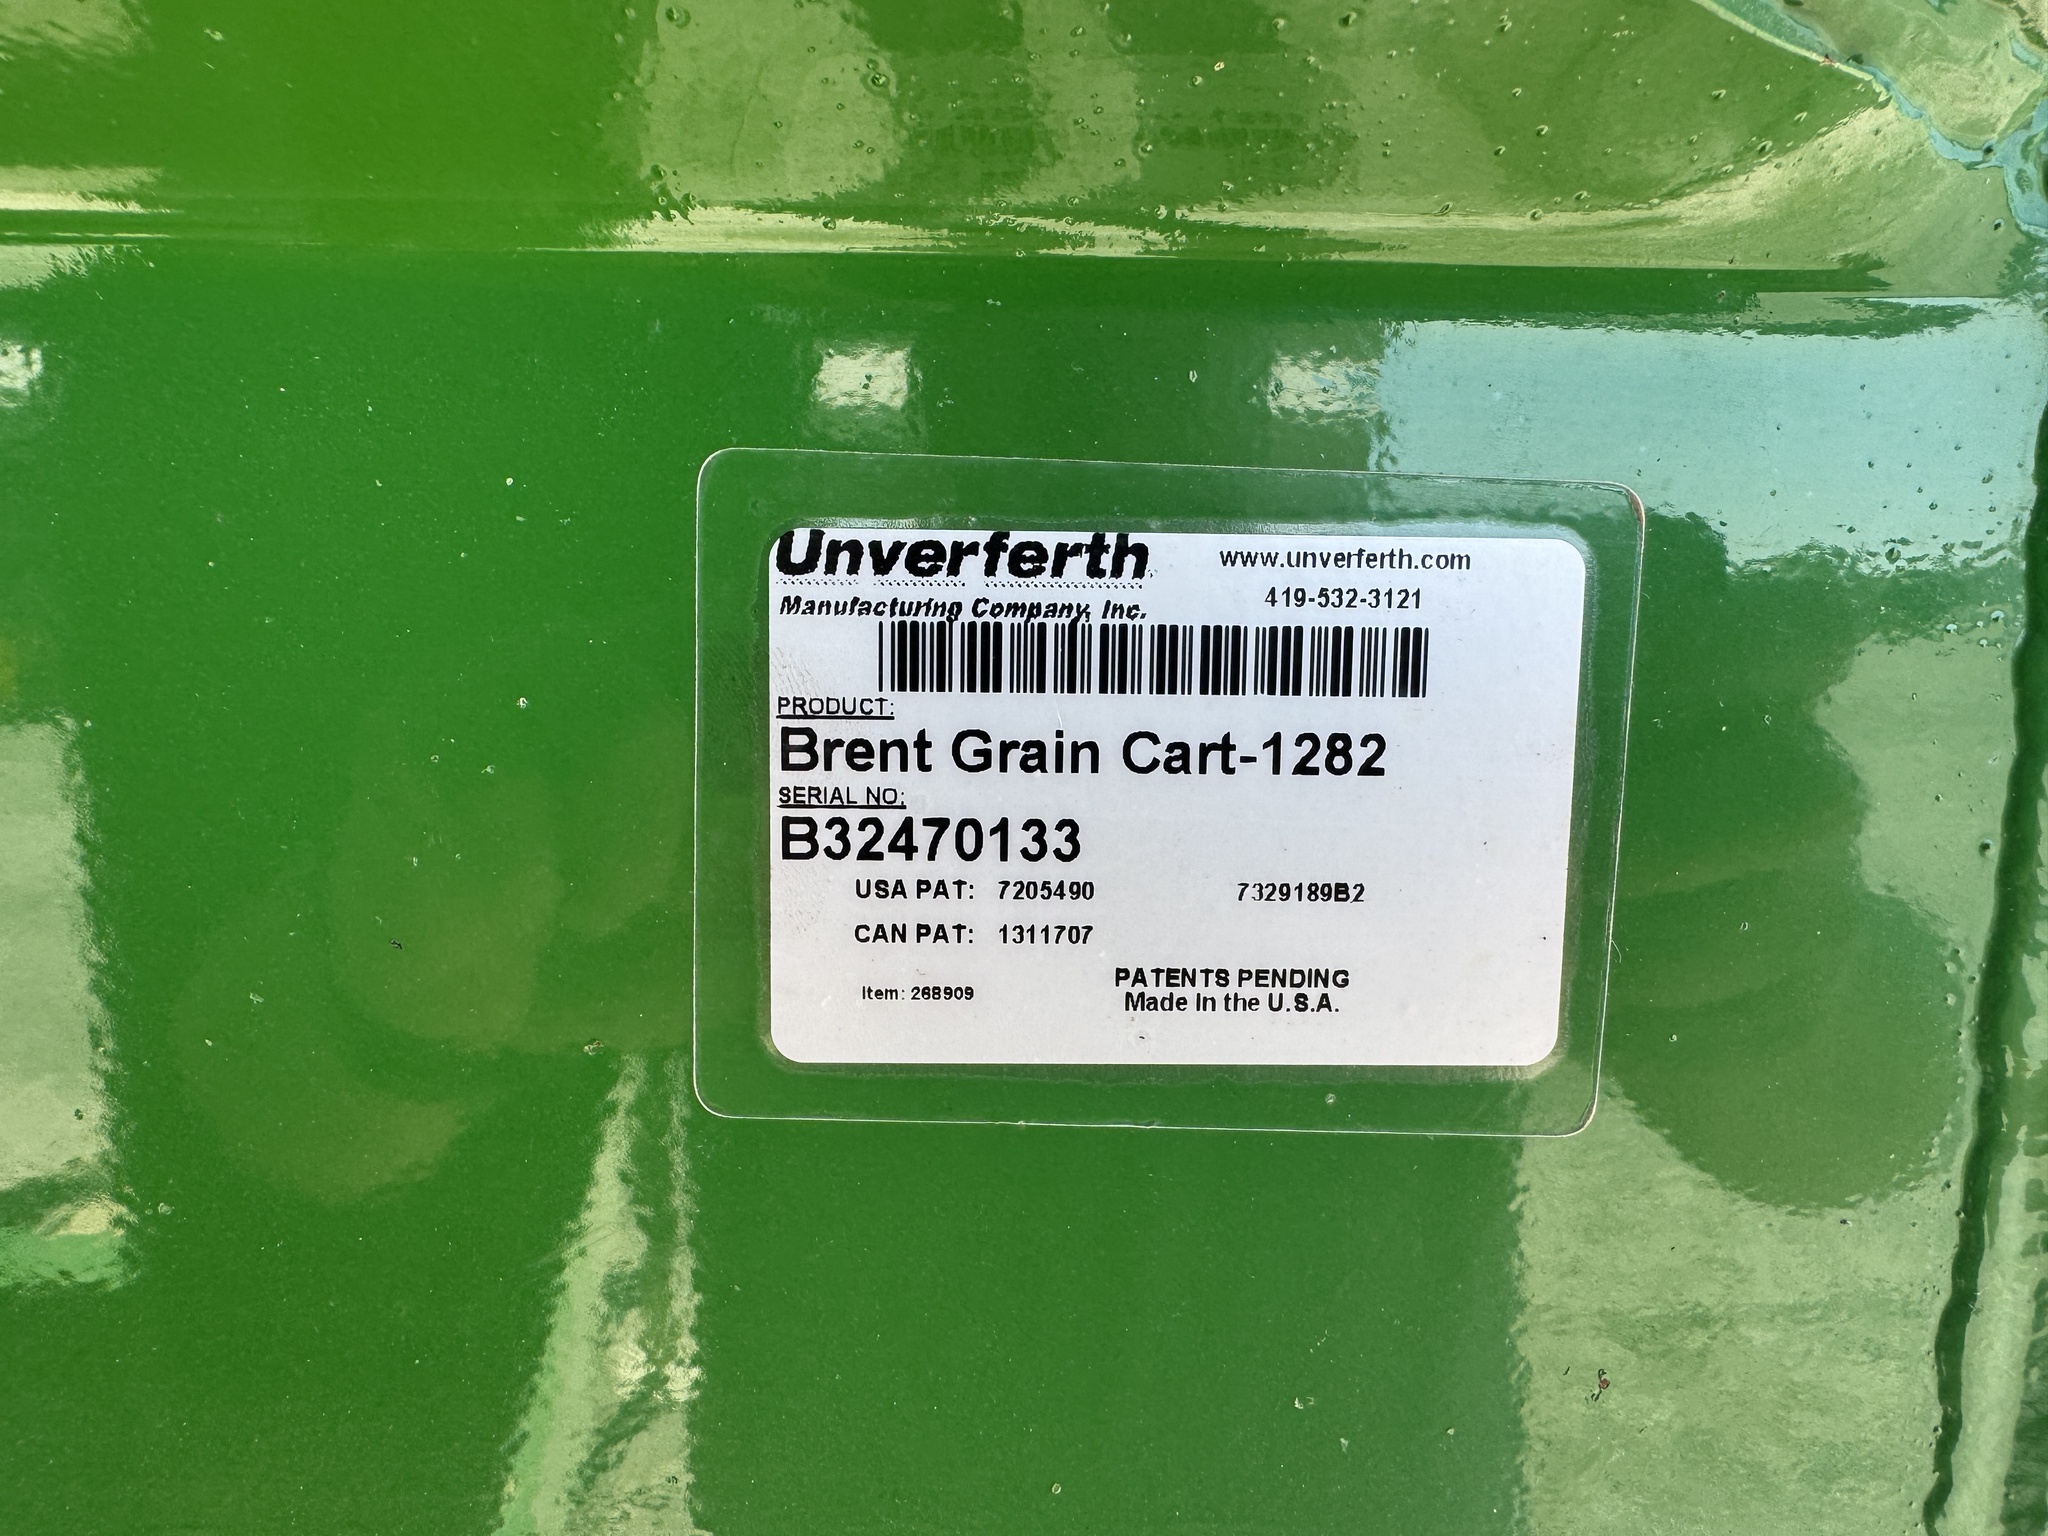 Unverferth
www.unverferth.com
Manufacturing Company, Inc.
419-532-3121
PRODUCT:
Brent Grain Cart-1282
SERIAL NO:
B32470133
USA PAT: 7205490 7329189B2
CAN PAT: 1311707
Item: 268909
PATENTS PENDING
Made in the U.S.A.